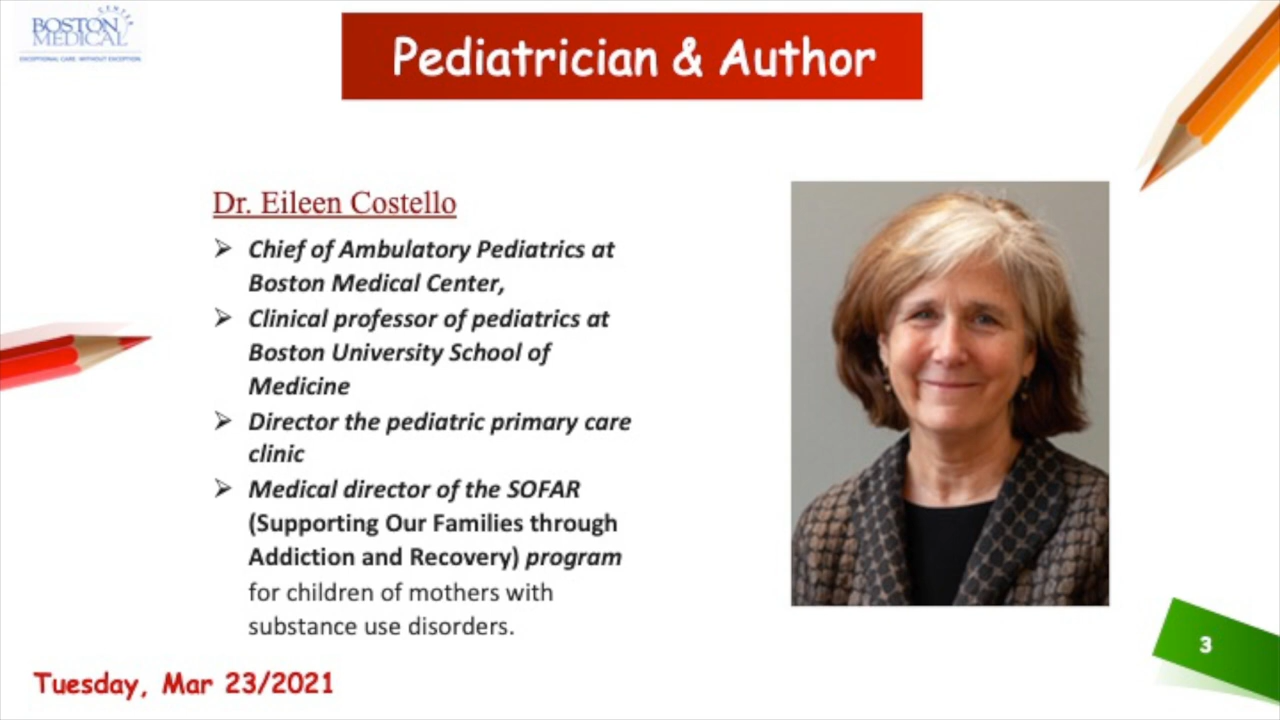 BOSTON
CENTER
MEDICAL
EXCEPTIONAL CARE. WITHOUT EXCEPTION.
Pediatrician & Author
Dr. Eileen Costello
➢ Chief of Ambulatory Pediatrics at
Boston Medical Center,
➢ Clinical professor of pediatrics at
Boston University School of
Medicine
➢ Director the pediatric primary care
clinic
➢ Medical director of the SOFAR
(Supporting Our Families through
Addiction and Recovery) program
for children of mothers with
substance use disorders.
3
Tuesday, Mar 23/2021